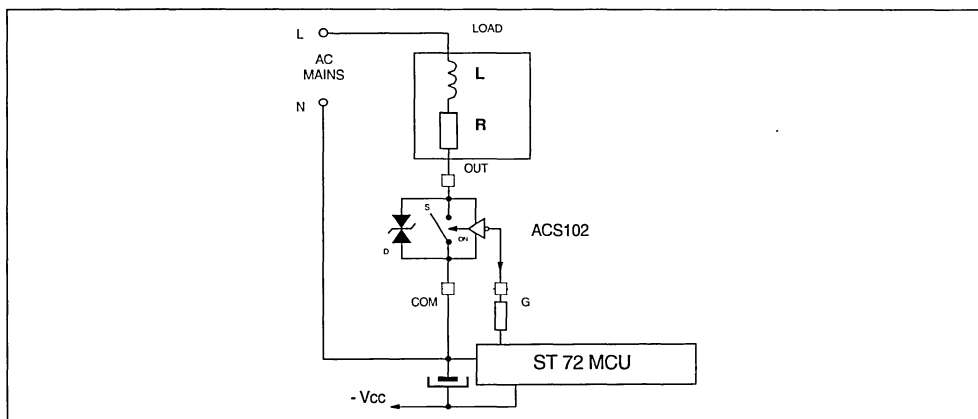 LOAD
L
AC
MAINS
L
N
R
OUT
S
ON
D
ACS102
COM
G
ST 72 MCU
- Vcc